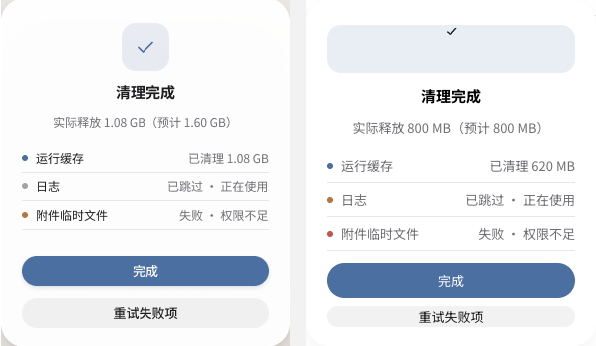 清理完成
实际释放 1.08 GB（预计 1.60 GB）
运行缓存 已清理 1.08 GB
日志 已跳过 · 正在使用
附件临时文件 失败 · 权限不足
完成
重试失败项
清理完成
实际释放 800 MB（预计 800 MB）
运行缓存 已清理 620 MB
日志 已跳过 · 正在使用
附件临时文件 失败 · 权限不足
完成
重试失败项